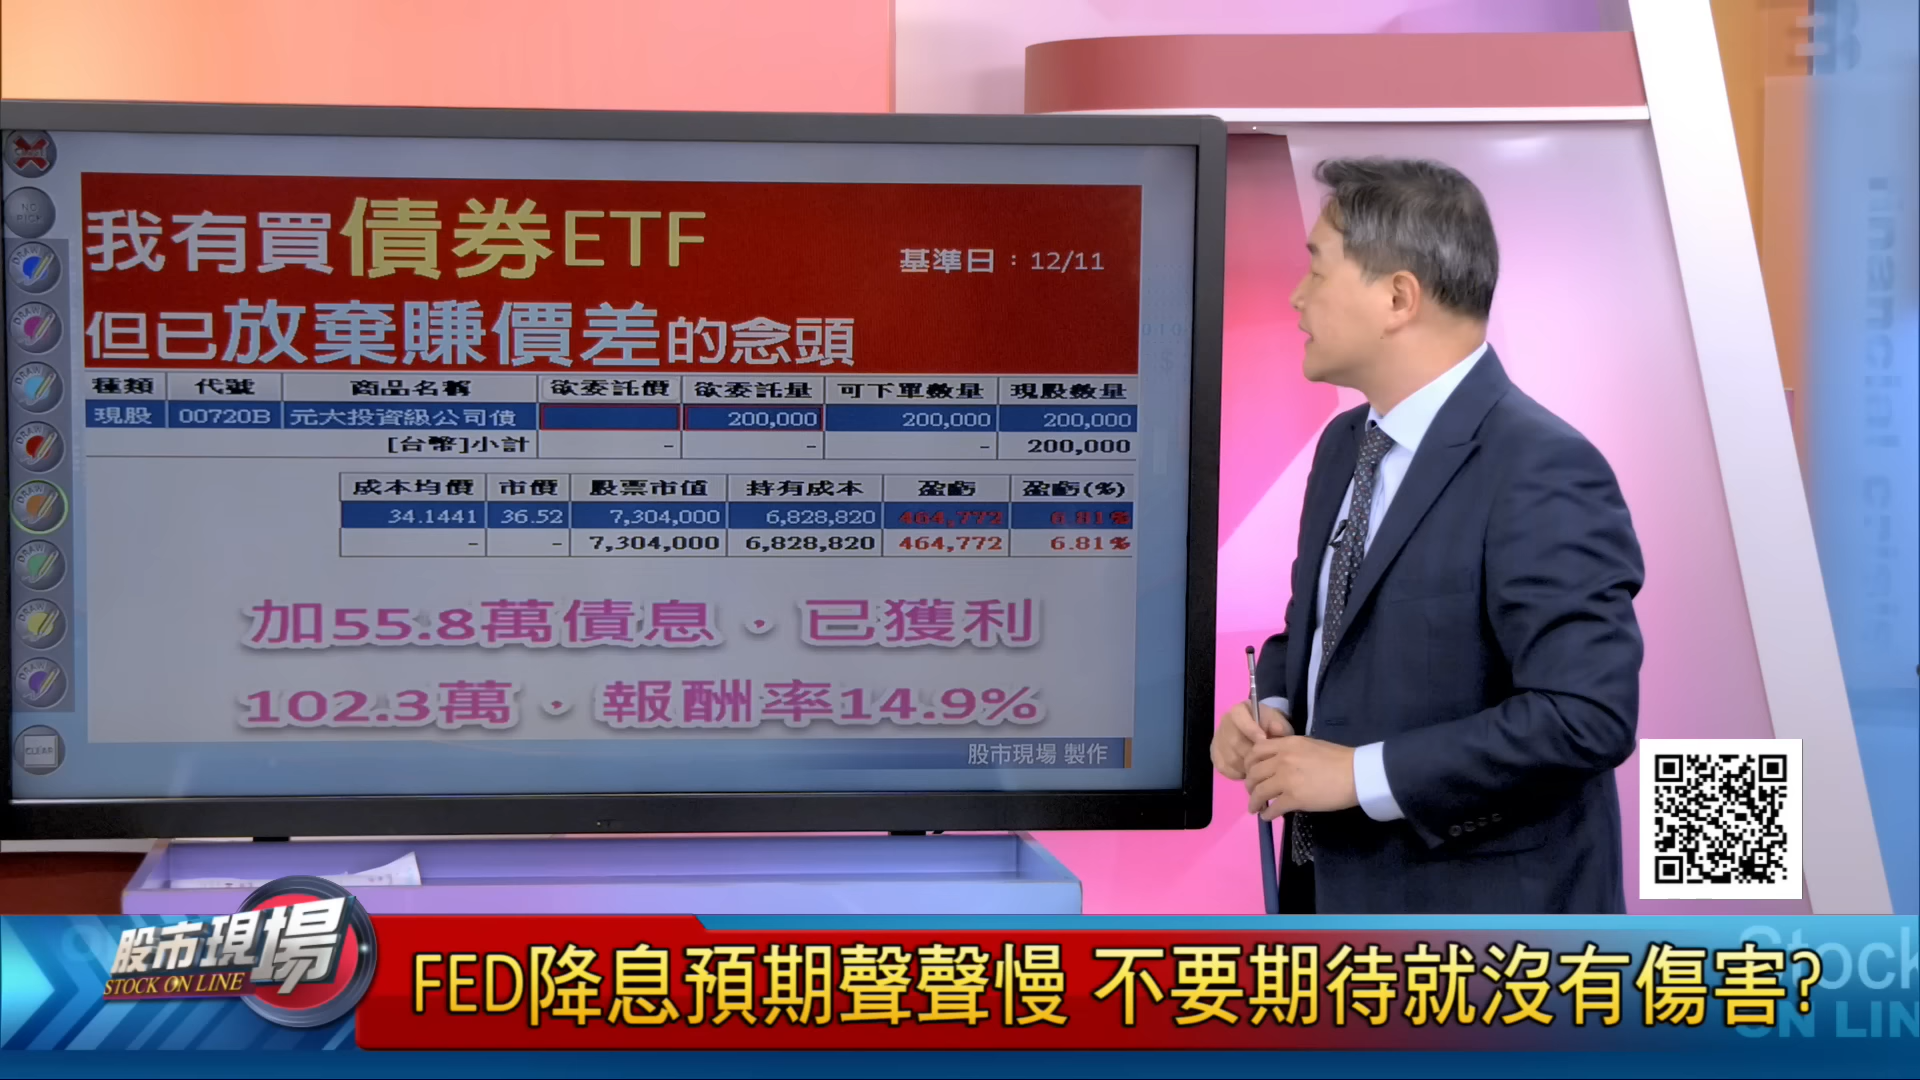 我有買債券ETF
基準日：12/11
但已放棄賺價差的念頭
種類 代號 商品名稱 欲委託價 欲委託量 可下單數量 現股數量
現股 00720B 元大投資級公司債 200,000 200,000 200,000
[台幣]小計 - - - 200,000
成本均價 市價 股票市值 持有成本 盈虧 盈虧(%)
34.1441 36.52 7,304,000 6,828,820 464,772 6.81%
- - 7,304,000 6,828,820 464,772 6.81%
加55.8萬債息，已獲利
102.3萬，報酬率14.9%
股市現場 製作
CLEAR
股市現場
STOCK ON LINE
FED降息預期聲聲慢 不要期待就沒有傷害?
Stock
ON LIN